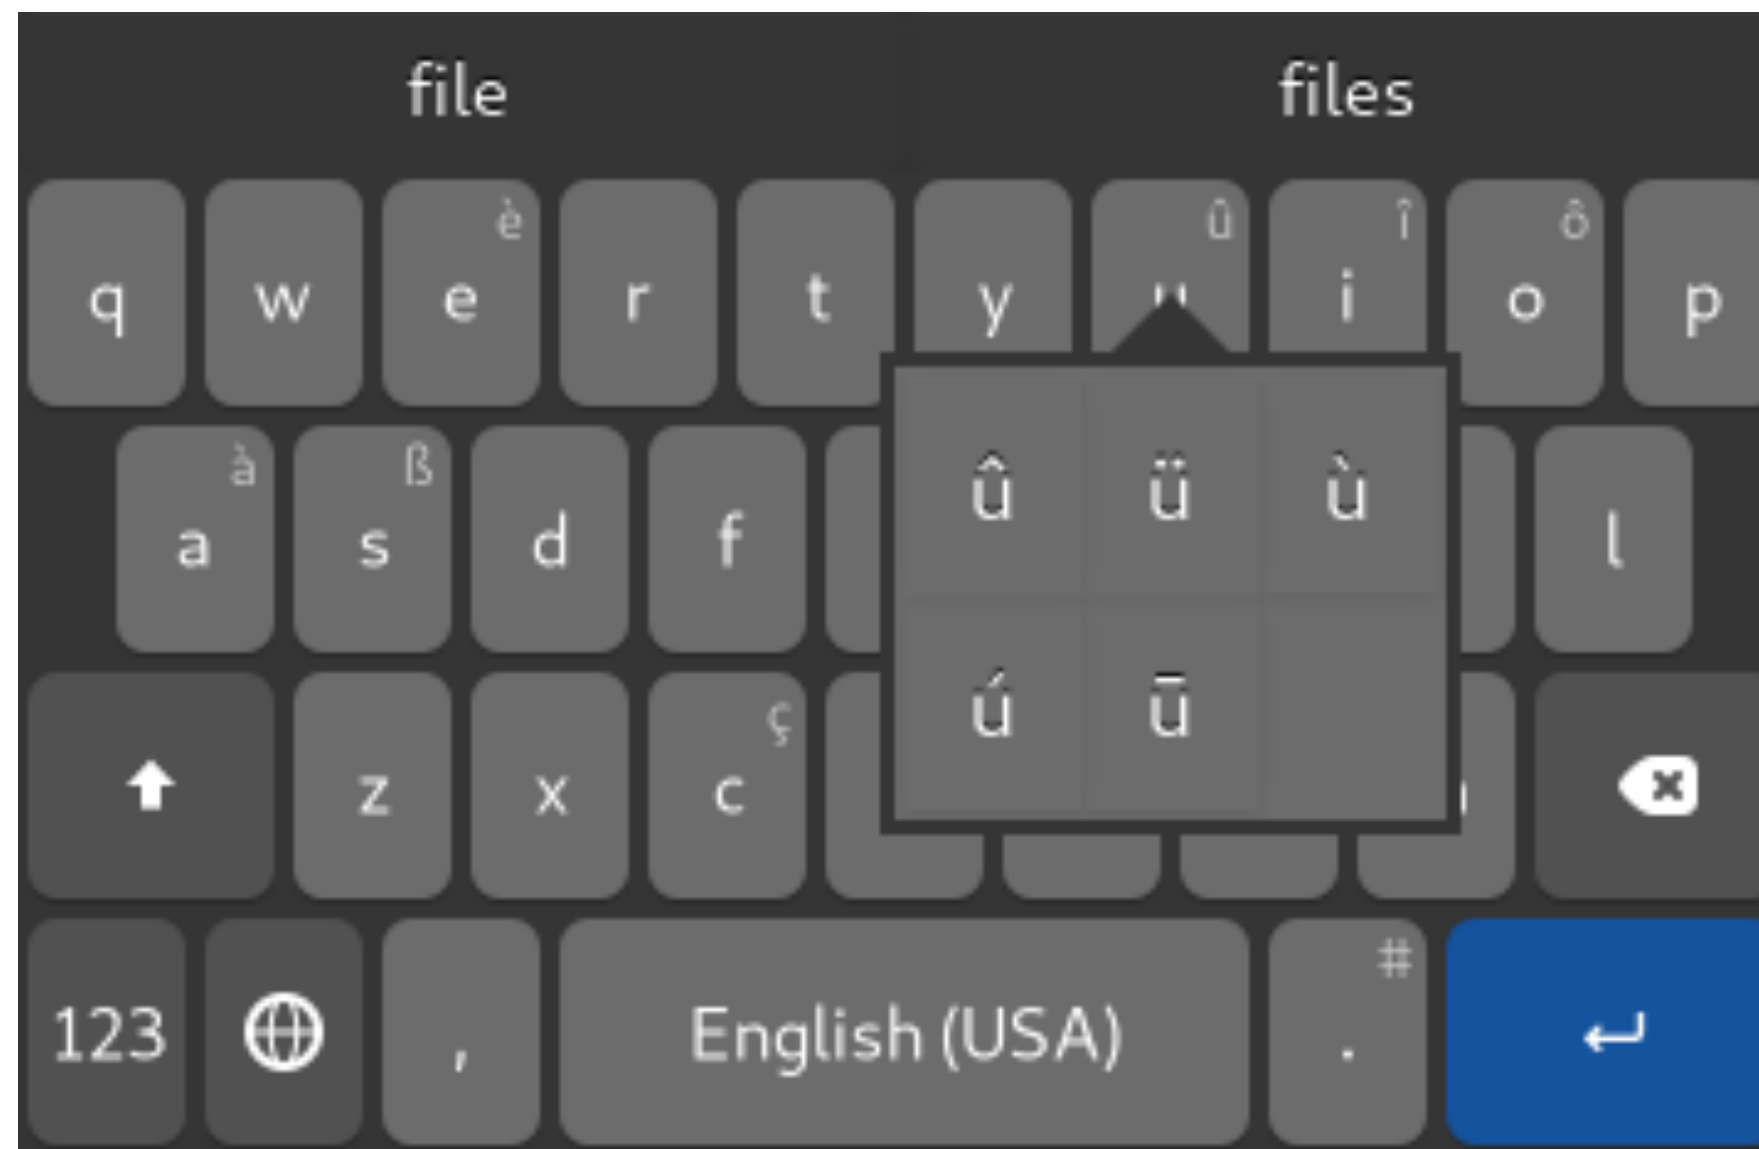 file files
è û î ô
q w e r t y u i o p
û ü ù
à ß
a s d f l
ú ū
ç
z x c
#
123 , English (USA) .